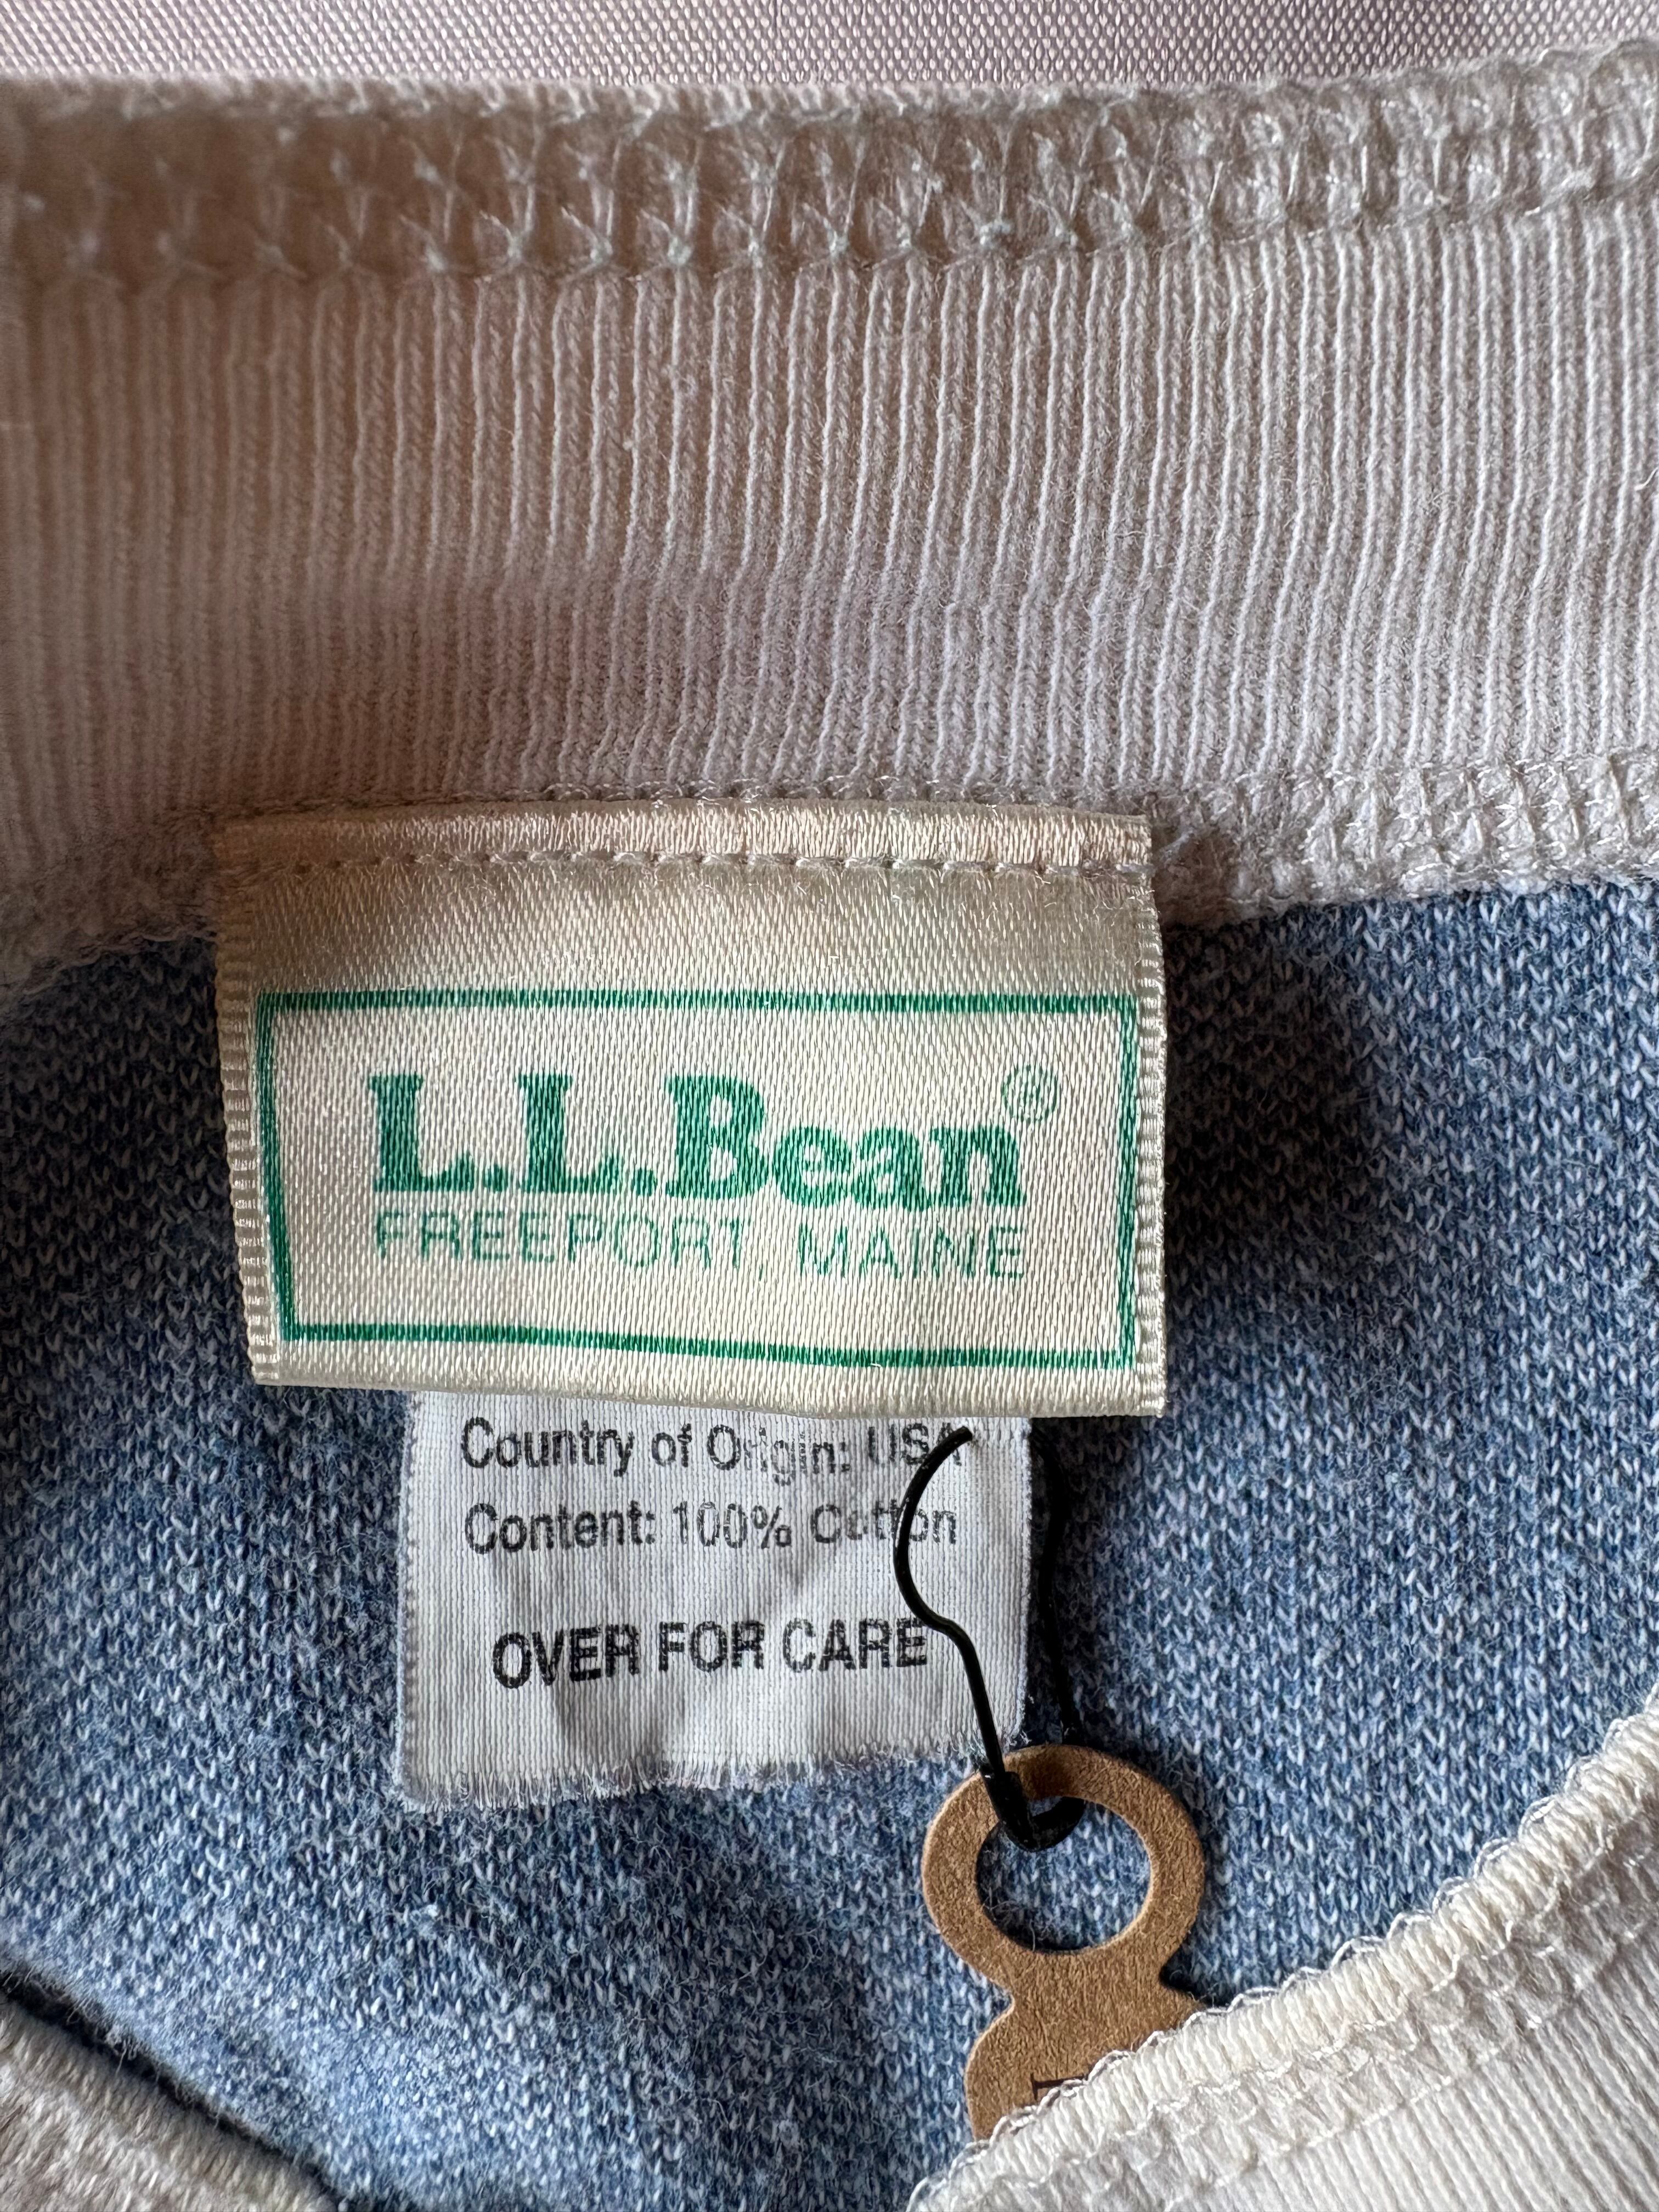 L.L.Bean®
FREEPORT, MAINE
Country of Origin: USA
Content: 100% Cotton
OVER FOR CARE